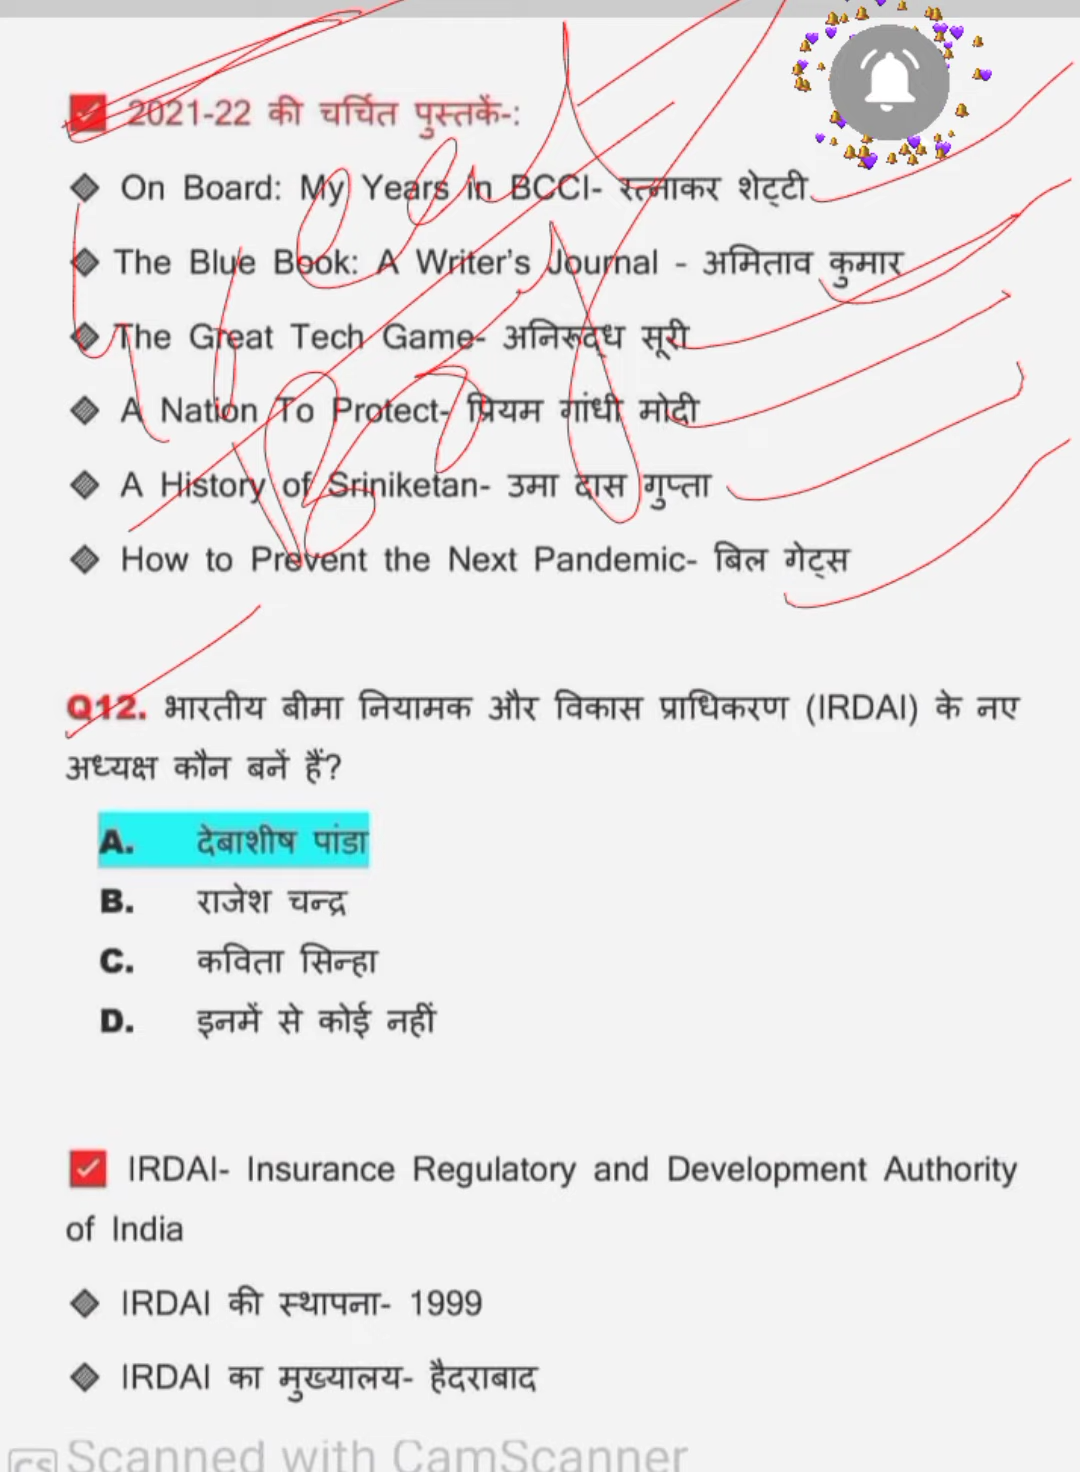 2021-22 की चर्चित पुस्तकें-:
On Board: My Years in BCCI- रत्नाकर शेट्टी
The Blue Book: A Writer's Journal - अमिताव कुमार
The Great Tech Game- अनिरूद्ध सूरी
A Nation To Protect- प्रियम गांधी मोदी
A History of Sriniketan- उमा दास गुप्ता
How to Prevent the Next Pandemic- बिल गेट्स
Q12. भारतीय बीमा नियामक और विकास प्राधिकरण (IRDAI) के नए
अध्यक्ष कौन बनें हैं?
A. देबाशीष पांडा
B. राजेश चन्द्र
C. कविता सिन्हा
D. इनमें से कोई नहीं
IRDAI- Insurance Regulatory and Development Authority
of India
IRDAI की स्थापना- 1999
IRDAI का मुख्यालय- हैदराबाद
CS Scanned with CamScanner